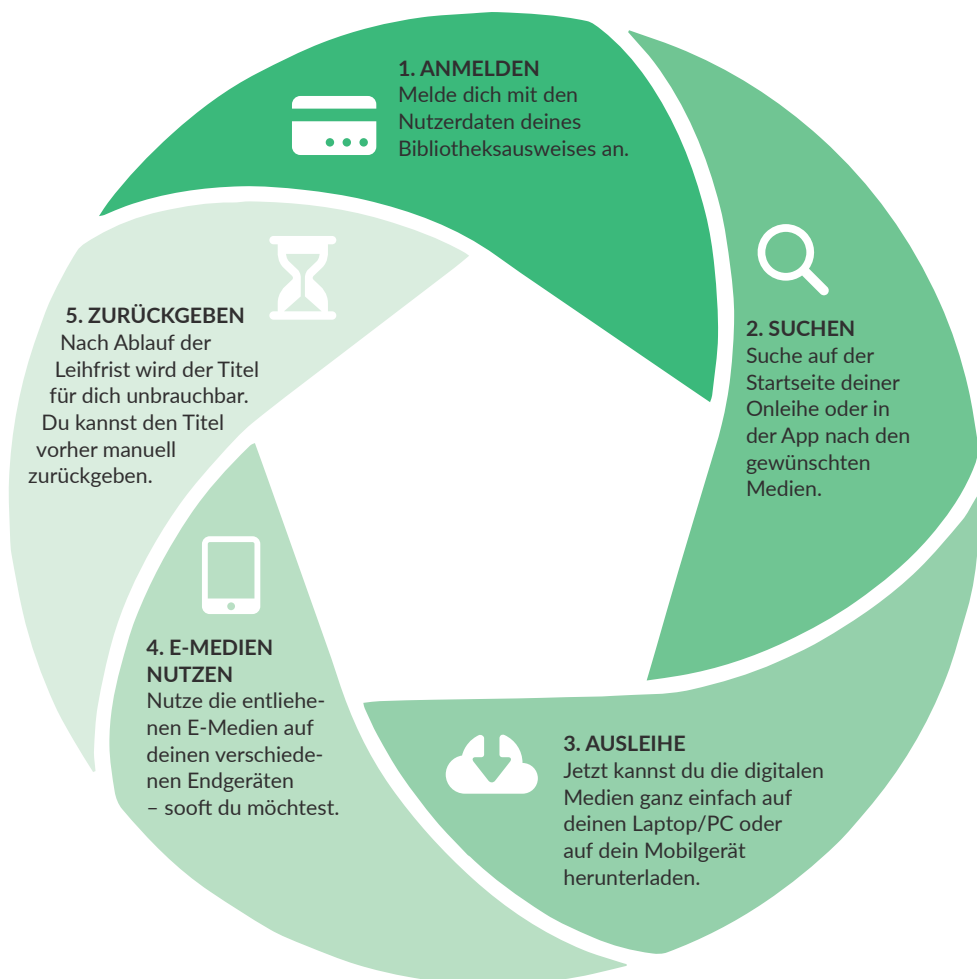 1. ANMELDEN
Melde dich mit den
Nutzerdaten deines
Bibliotheksausweises an.
2. SUCHEN
Suche auf der
Startseite deiner
Onleihe oder in
der App nach den
gewünschten
Medien.
3. AUSLEIHE
Jetzt kannst du die digitalen
Medien ganz einfach auf
deinen Laptop/PC oder
auf dein Mobilgerät
herunterladen.
4. E-MEDIEN
NUTZEN
Nutze die entliehe-
nen E-Medien auf
deinen verschiede-
nen Endgeräten
– sooft du möchtest.
5. ZURÜCKGEBEN
Nach Ablauf der
Leihfrist wird der Titel
für dich unbrauchbar.
Du kannst den Titel
vorher manuell
zurückgeben.